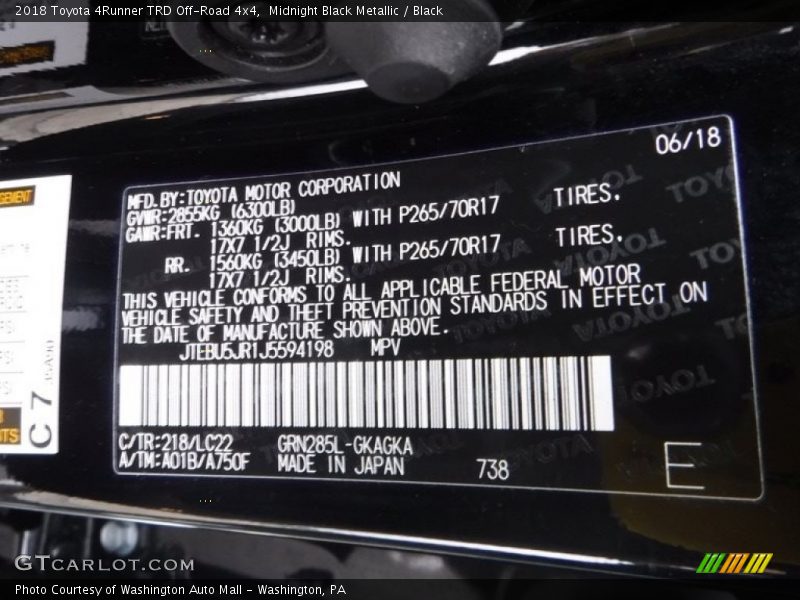 2018 Toyota 4Runner TRD Off-Road 4x4, Midnight Black Metallic / Black
06/18
MFD.BY:TOYOTA MOTOR CORPORATION
GVWR:2855KG (6300LB)
GAWR:FRT. 1360KG (3000LB) WITH P265/70R17 TIRES.
17X7 1/2J RIMS.
RR. 1560KG (3450LB) WITH P265/70R17 TIRES.
17X7 1/2J RIMS.
THIS VEHICLE CONFORMS TO ALL APPLICABLE FEDERAL MOTOR
VEHICLE SAFETY AND THEFT PREVENTION STANDARDS IN EFFECT ON
THE DATE OF MANUFACTURE SHOWN ABOVE.
JTEBU5JR1J5594198 MPV
C/TR:218/LC22 GRN285L-GKAGKA
A/TM:A01B/A750F MADE IN JAPAN 738
E
C7
GTcarlot.com
Photo Courtesy of Washington Auto Mall - Washington, PA